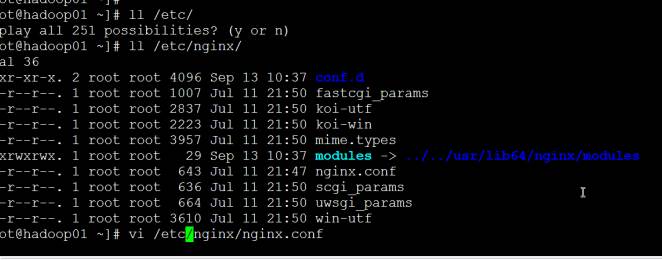 ot@hadoop01 ~]#
ot@hadoop01 ~]# ll /etc/
play all 251 possibilities? (y or n)
ot@hadoop01 ~]# ll /etc/nginx/
al 36
xr-xr-x. 2 root root 4096 Sep 13 10:37 conf.d
-r--r--. 1 root root 1007 Jul 11 21:50 fastcgi_params
-r--r--. 1 root root 2837 Jul 11 21:50 koi-utf
-r--r--. 1 root root 2223 Jul 11 21:50 koi-win
-r--r--. 1 root root 3957 Jul 11 21:50 mime.types
xrwxrwx. 1 root root 29 Sep 13 10:37 modules -> ../../usr/lib64/nginx/modules
-r--r--. 1 root root 643 Jul 11 21:47 nginx.conf
-r--r--. 1 root root 636 Jul 11 21:50 scgi_params
-r--r--. 1 root root 664 Jul 11 21:50 uwsgi_params
-r--r--. 1 root root 3610 Jul 11 21:50 win-utf
ot@hadoop01 ~]# vi /etc/nginx/nginx.conf